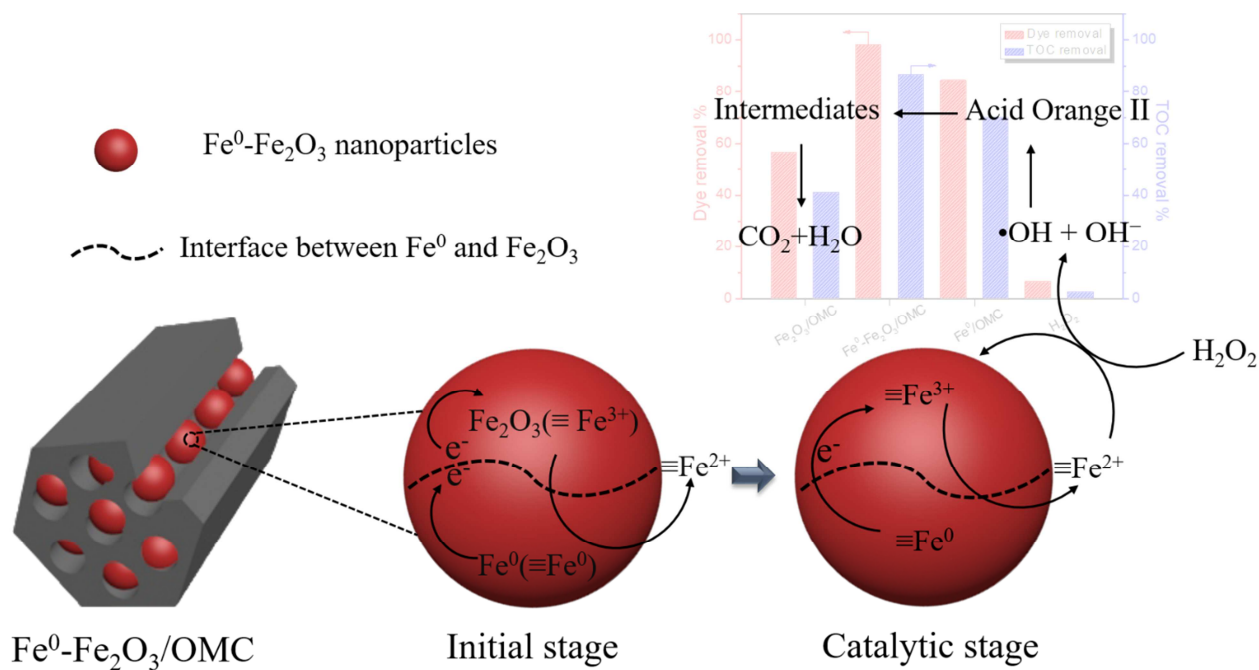 100
100
Dye removal
TOC removal
80
80
Intermediates
Acid Orange II
Fe⁰-Fe₂O₃ nanoparticles
60
60
Dye removal %
TOC removal %
40
40
Interface between Fe⁰ and Fe₂O₃
CO₂+H₂O
•OH + OH⁻
20
20
0
0
Fe₂O₃/OMC
Fe⁰-Fe₂O₃/OMC
Fe⁰/OMC
H₂O₂
H₂O₂
Fe₂O₃(≡ Fe³⁺)
e⁻
e⁻
≡Fe²⁺
Fe⁰(≡Fe⁰)
≡Fe³⁺
e⁻
≡Fe²⁺
≡Fe⁰
Fe⁰-Fe₂O₃/OMC
Initial stage
Catalytic stage